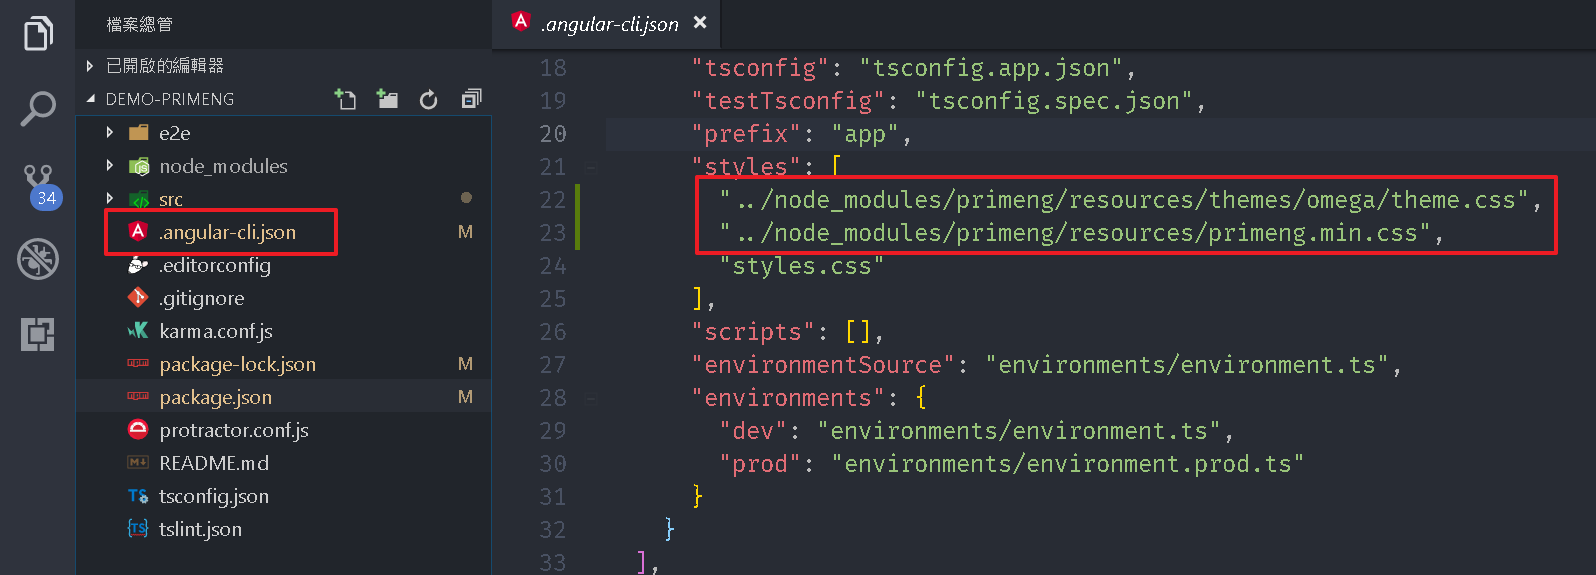 檔案總管
已開啟的編輯器
DEMO-PRIMENG
e2e
node_modules
src
.angular-cli.json M
.editorconfig
.gitignore
karma.conf.js
package-lock.json M
package.json M
protractor.conf.js
README.md
TS tsconfig.json
TS tslint.json
34
.angular-cli.json ×
18 "tsconfig": "tsconfig.app.json",
19 "testTsconfig": "tsconfig.spec.json",
20 "prefix": "app",
21 "styles": [
22 "../node_modules/primeng/resources/themes/omega/theme.css",
23 "../node_modules/primeng/resources/primeng.min.css",
24 "styles.css"
25 ],
26 "scripts": [],
27 "environmentSource": "environments/environment.ts",
28 "environments": {
29 "dev": "environments/environment.ts",
30 "prod": "environments/environment.prod.ts"
31 }
32 }
33 ],